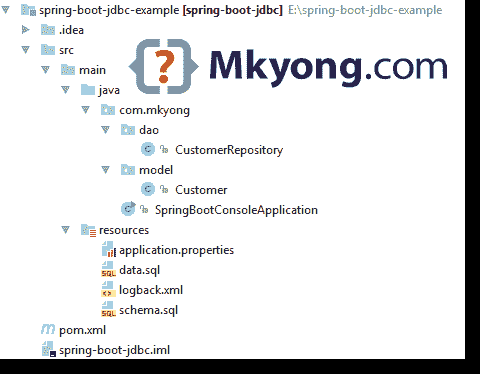 spring-boot-jdbc-example [spring-boot-jdbc] E:\spring-boot-jdbc-example
.idea
src
main
? Mkyong.com
java
com.mkyong
dao
CustomerRepository
model
Customer
SpringBootConsoleApplication
resources
application.properties
data.sql
logback.xml
schema.sql
pom.xml
spring-boot-jdbc.iml